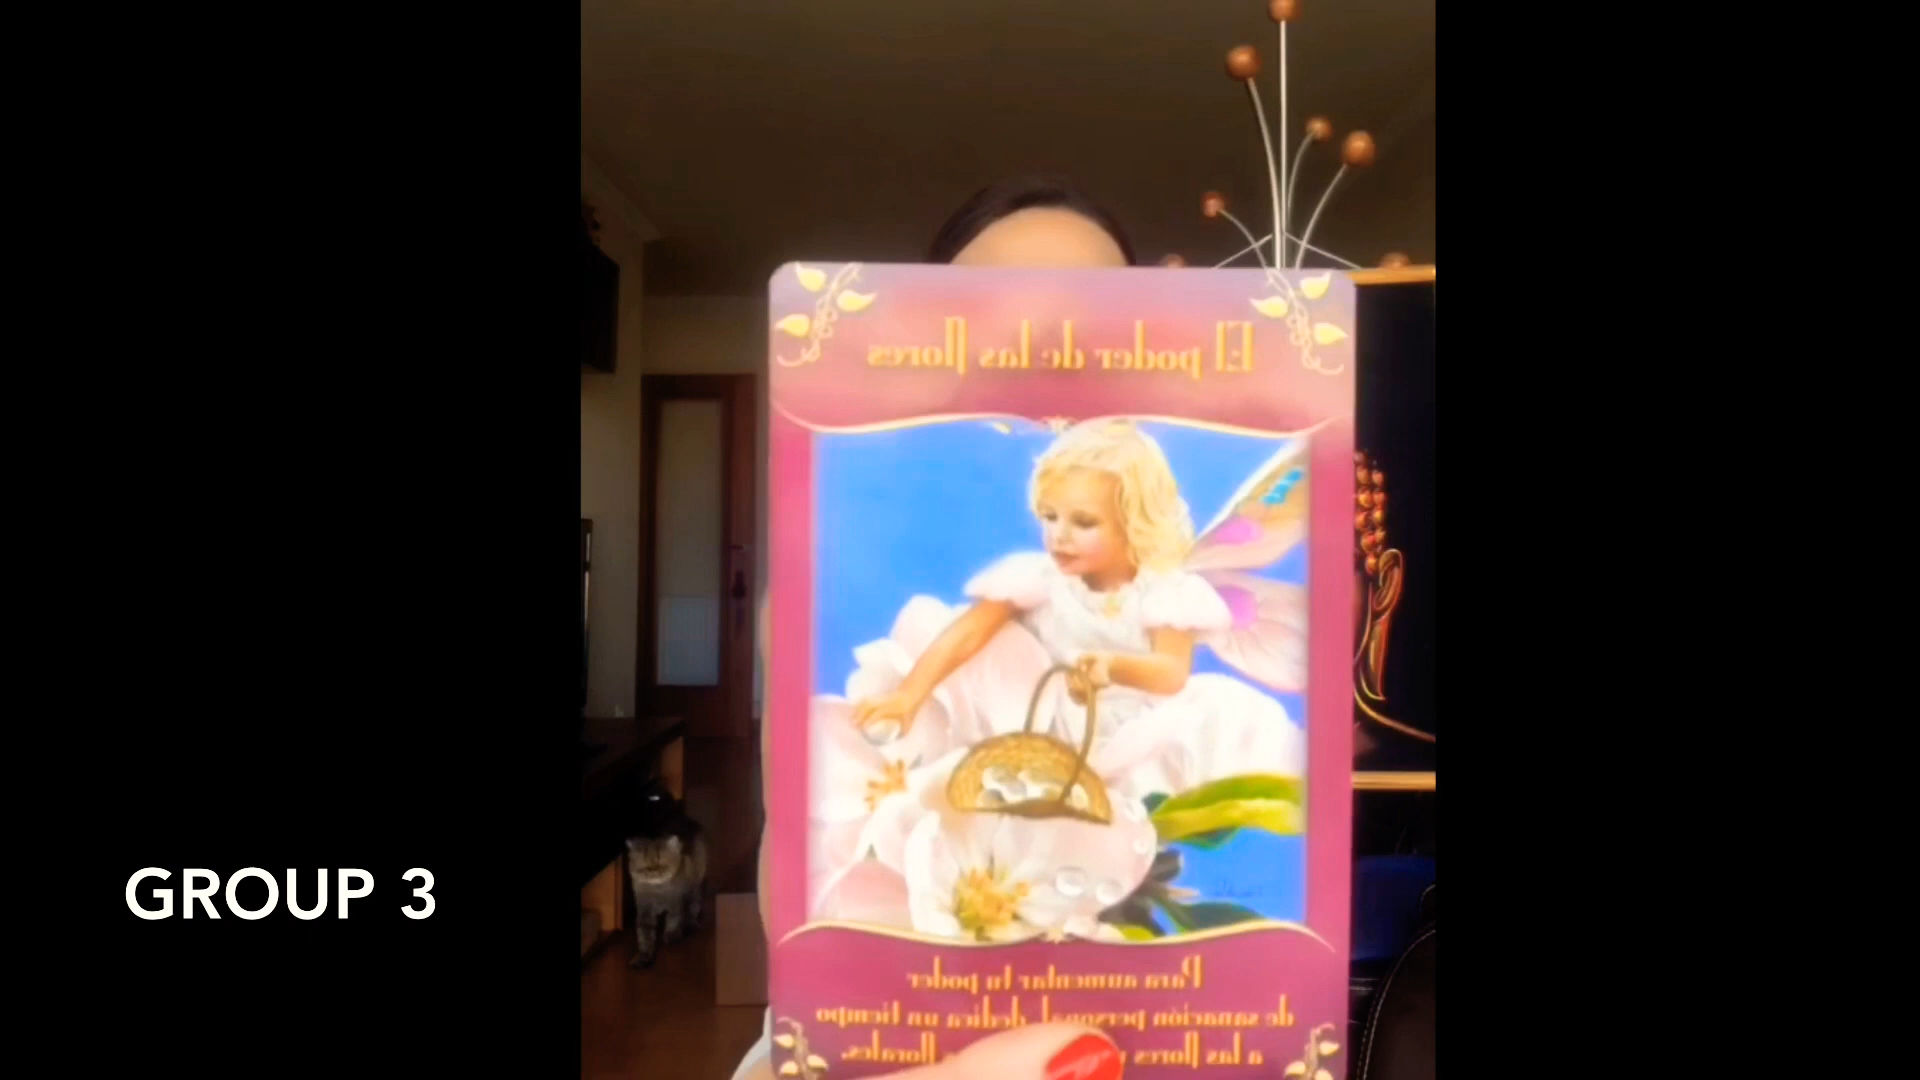 El poder de las flores
Para aumentar tu poder
de sanación personal, dedica un tiempo
a las flores florales.
GROUP 3